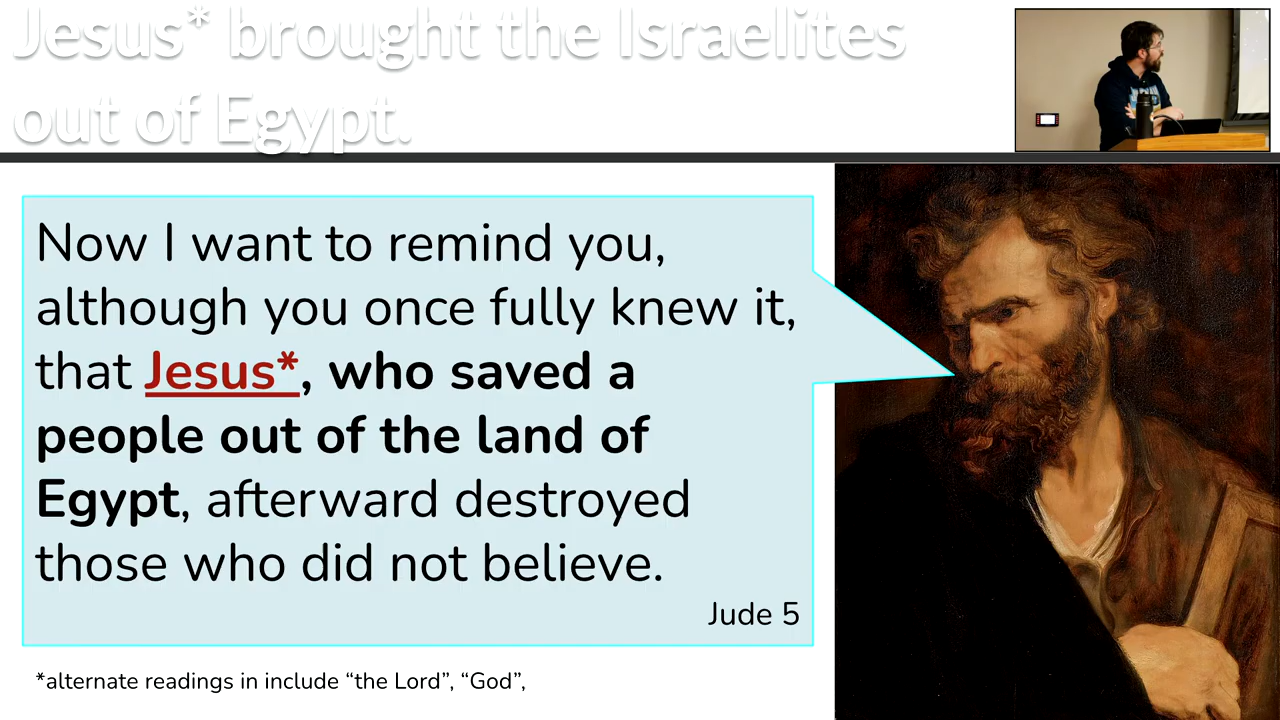 Jesus* brought the Israelites
out of Egypt.
Now I want to remind you,
although you once fully knew it,
that Jesus*, who saved a
people out of the land of
Egypt, afterward destroyed
those who did not believe.
Jude 5
*alternate readings in include “the Lord”, “God”,